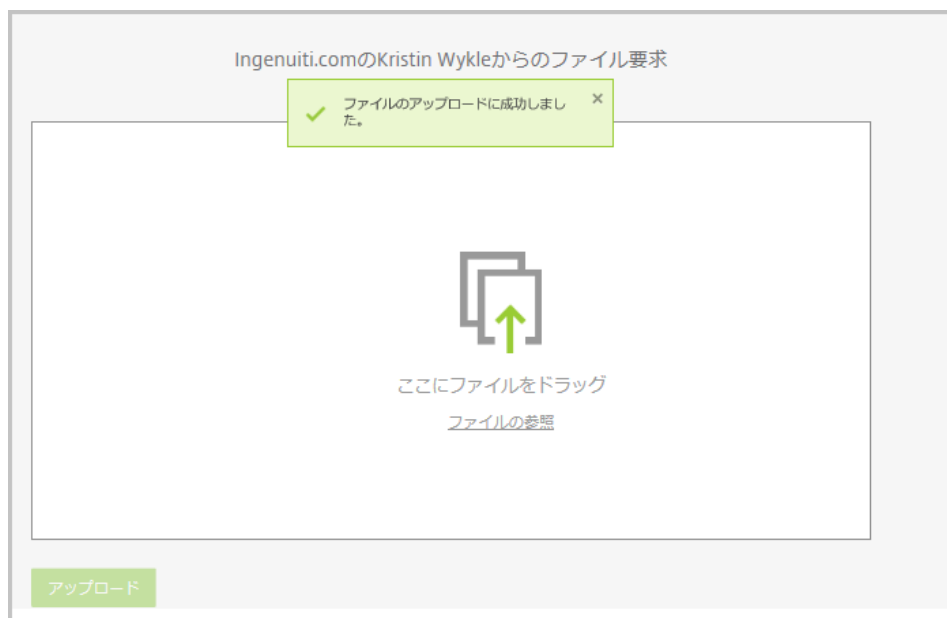 Ingenuiti.comのKristin Wykleからのファイル要求
ファイルのアップロードに成功しまし
た。
ここにファイルをドラッグ
ファイルの参照
アップロード